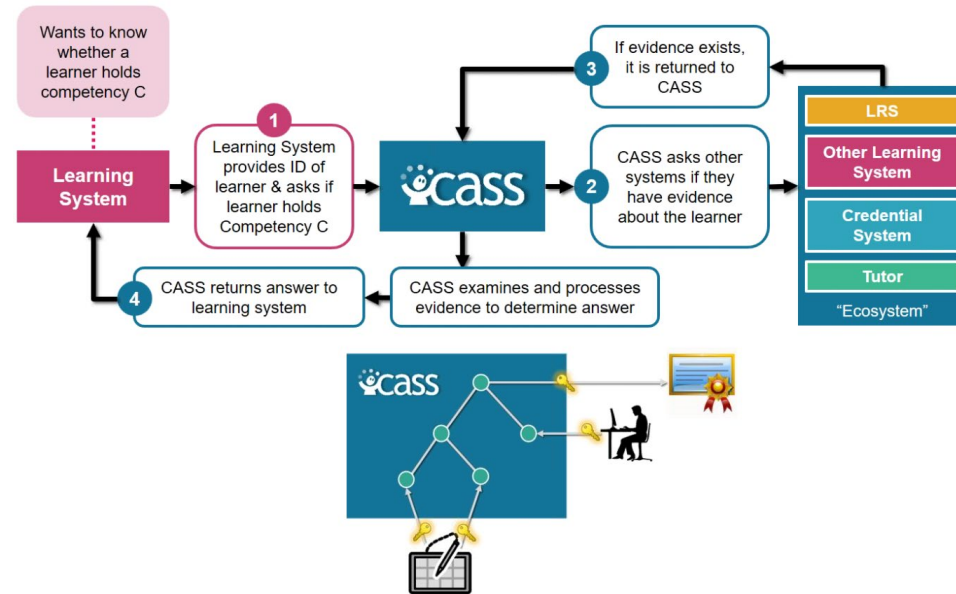 Wants to know
whether a
learner holds
competency C
Learning
System
1
Learning System
provides ID of
learner & asks if
learner holds
Competency C
cass
2
CASS asks other
systems if they
have evidence
about the learner
3
If evidence exists,
it is returned to
CASS
LRS
Other Learning
System
Credential
System
Tutor
“Ecosystem”
4
CASS returns answer to
learning system
CASS examines and processes
evidence to determine answer
cass